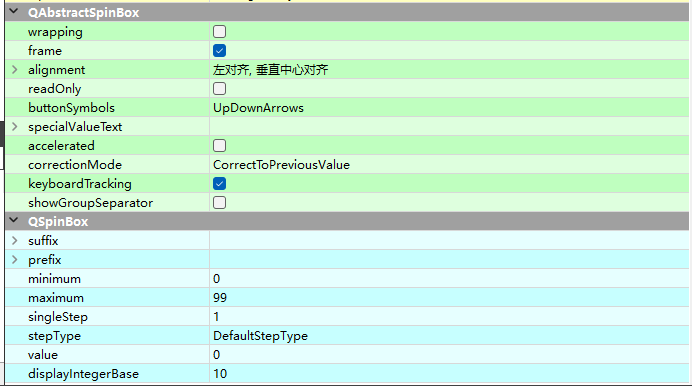 QAbstractSpinBox
wrapping
frame
alignment 左对齐, 垂直中心对齐
readOnly
buttonSymbols UpDownArrows
specialValueText
accelerated
correctionMode CorrectToPreviousValue
keyboardTracking
showGroupSeparator
QSpinBox
suffix
prefix
minimum 0
maximum 99
singleStep 1
stepType DefaultStepType
value 0
displayIntegerBase 10